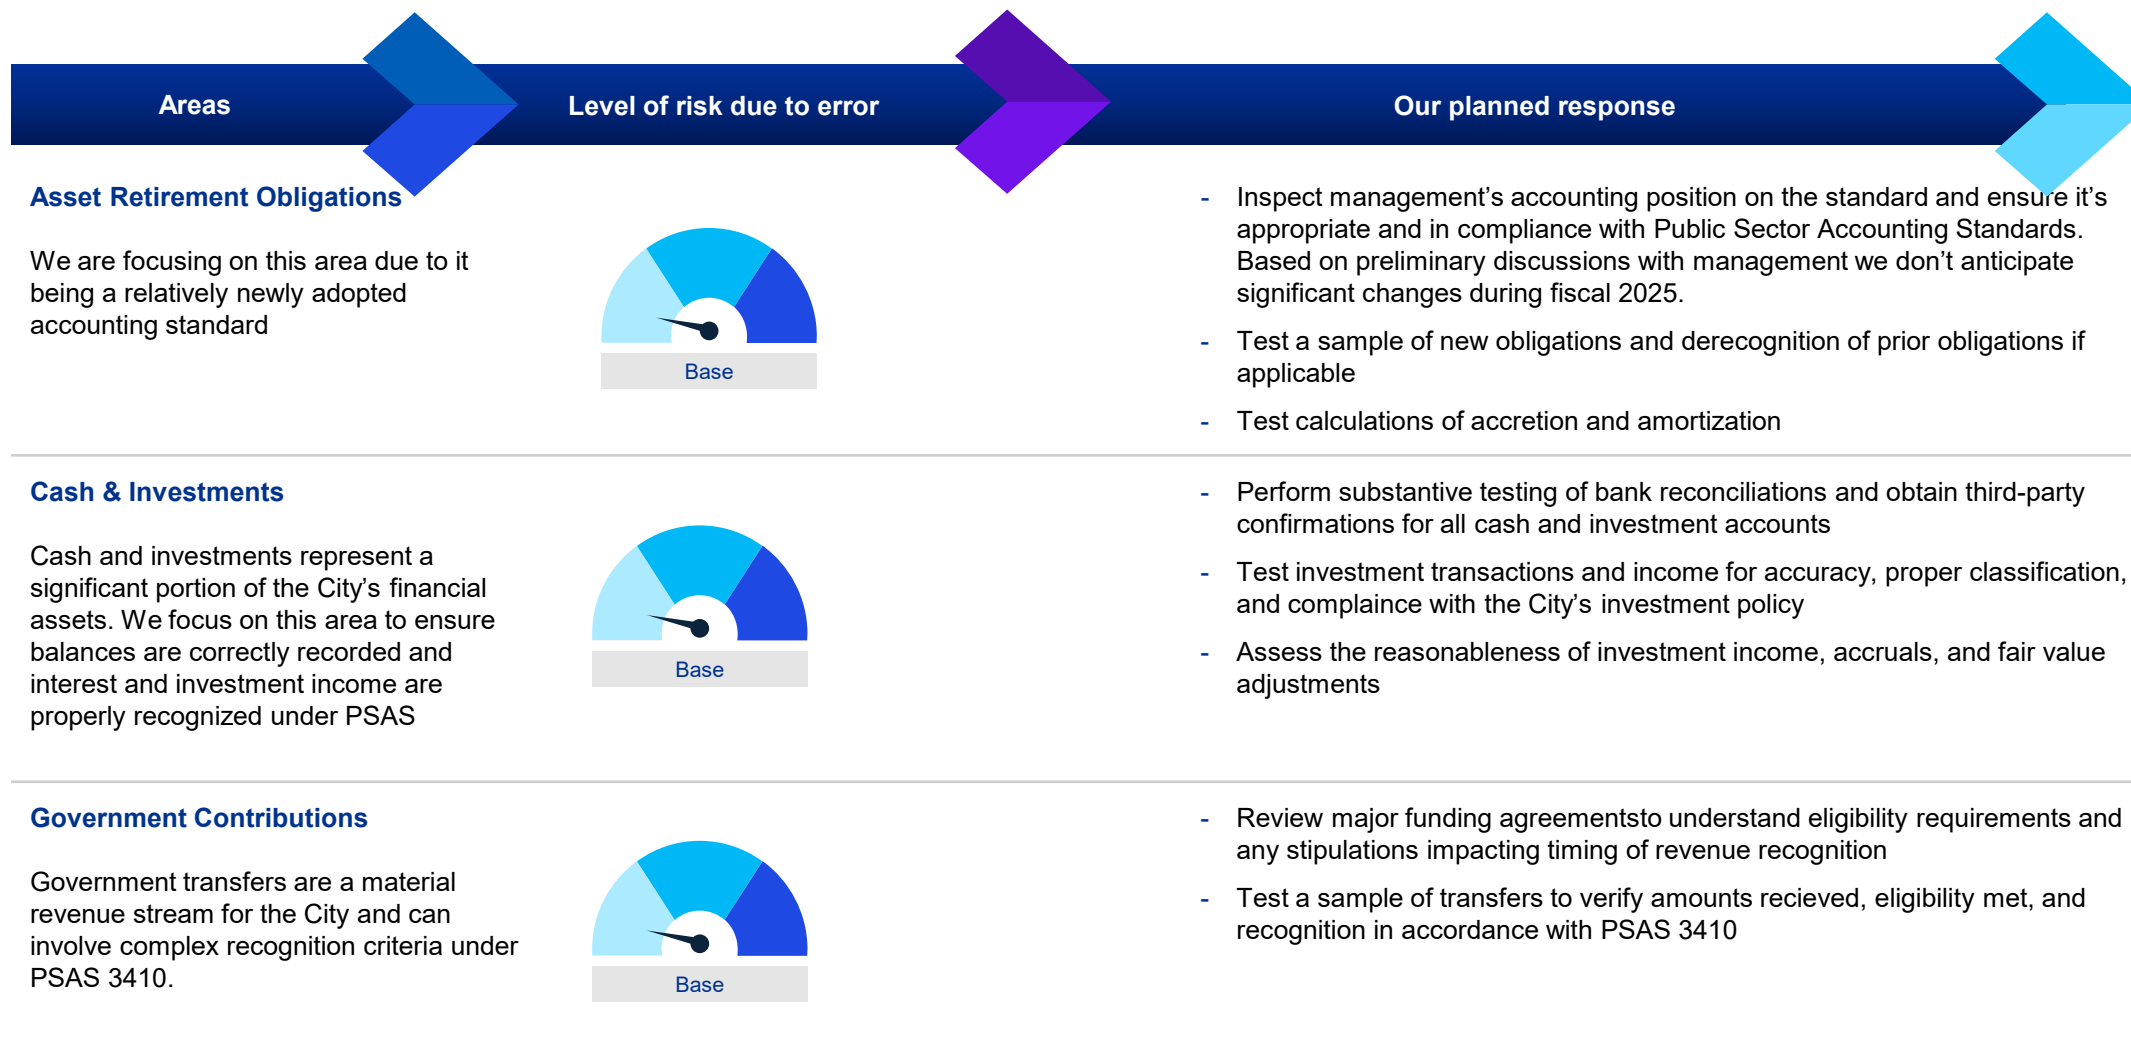 Areas
Level of risk due to error
Our planned response
Asset Retirement Obligations
We are focusing on this area due to it
being a relatively newly adopted
accounting standard
Base
- Inspect management’s accounting position on the standard and ensure it’s
appropriate and in compliance with Public Sector Accounting Standards.
Based on preliminary discussions with management we don’t anticipate
significant changes during fiscal 2025.
- Test a sample of new obligations and derecognition of prior obligations if
applicable
- Test calculations of accretion and amortization
Cash & Investments
Cash and investments represent a
significant portion of the City’s financial
assets. We focus on this area to ensure
balances are correctly recorded and
interest and investment income are
properly recognized under PSAS
Base
- Perform substantive testing of bank reconciliations and obtain third-party
confirmations for all cash and investment accounts
- Test investment transactions and income for accuracy, proper classification,
and complaince with the City’s investment policy
- Assess the reasonableness of investment income, accruals, and fair value
adjustments
Government Contributions
Government transfers are a material
revenue stream for the City and can
involve complex recognition criteria under
PSAS 3410.
Base
- Review major funding agreementsto understand eligibility requirements and
any stipulations impacting timing of revenue recognition
- Test a sample of transfers to verify amounts recieved, eligibility met, and
recognition in accordance with PSAS 3410